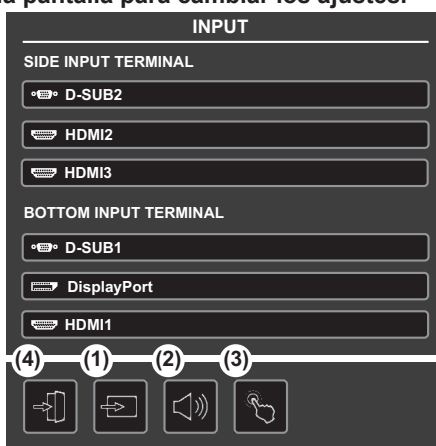 la pantalla para cambiar los ajustes.
INPUT
SIDE INPUT TERMINAL
D-SUB2
HDMI2
HDMI3
BOTTOM INPUT TERMINAL
D-SUB1
DisplayPort
HDMI1
(4) (1) (2) (3)